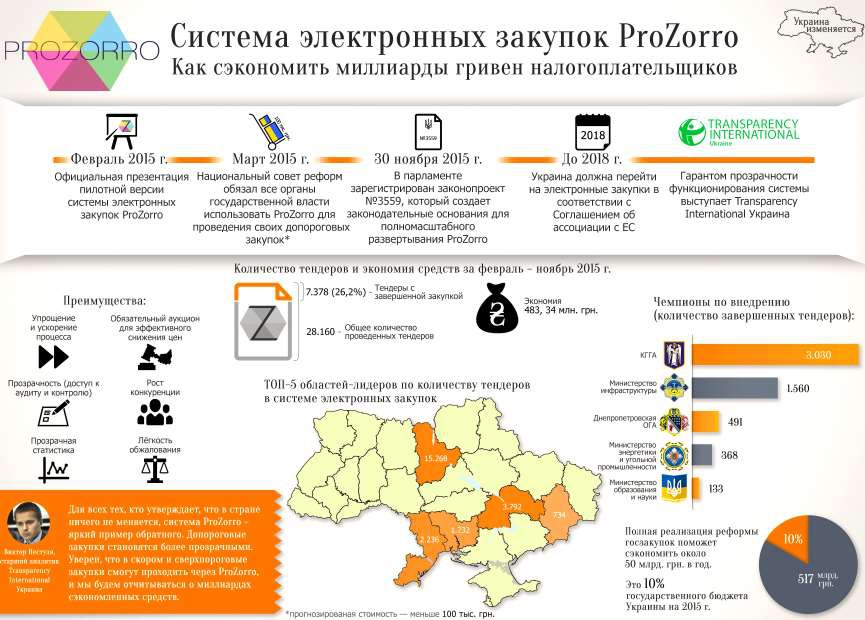 PROZORRO
Система электронных закупок ProZorro
Как сэкономить миллиарды гривен налогоплательщиков
Украина
изменяется
Февраль 2015 г.
Официальная презентация
пилотной версии
системы электронных
закупок ProZorro
Март 2015 г.
Национальный совет реформ
обязал все органы
государственной власти
использовать ProZorro для
проведения своих допороговых
закупок*
№3559
30 ноября 2015 г.
В парламенте
зарегистрирован законопроект
№3559, который создает
законодательные основания для
полномасштабного
развертывания ProZorro
2018
До 2018 г.
Украина должна перейти
на электронные закупки в
соответствии с
Соглашением об
ассоциации с ЕС
TRANSPARENCY
INTERNATIONAL
Ukraine
Гарантом прозрачности
функционирования системы
выступает Transparency
International Украина
Количество тендеров и экономия средств за февраль – ноябрь 2015 г.
7.378 (26,2%) - Тендеры с
завершенной закупкой
28.160 - Общее количество
проведенных тендеров
Экономия
483, 34 млн. грн.
Преимущества:
Упрощение
и ускорение
процесса
Обязательный аукцион
для эффективного
снижения цен
Прозрачность (доступ к
аудиту и контролю)
Рост
конкуренции
Прозрачная
статистика
Лёгкость
обжалования
ТОП-5 областей-лидеров по количеству тендеров
в системе электронных закупок
15.268
3.792
734
1.232
2.236
*прогнозированая стоимость — меньше 100 тыс. грн.
Чемпионы по внедрению
(количество завершенных тендеров):
КГГА
3.030
Министерство
инфраструктуры
1.560
Днепропетровская
ОГА
491
Министерство
энергетики
и угольной
промышленности
368
Министерство
образования
и науки
133
Виктор Нестуля,
старший аналитик
Transparency
International
Украина
Для всех тех, кто утверждает, что в стране
ничего не меняется, система ProZorro –
яркий пример обратного. Допороговые
закупки становятся более прозрачными.
Уверен, что в скором и сверхпороговые
закупки смогут проходить через ProZorro,
и мы будем отчитываться о миллиардах
сэкономленных средств.
Полная реализация реформы
госзакупок поможет
сэкономить около
50 млрд. грн. в год.
Это 10%
государственного бюджета
Украины на 2015 г.
10%
517 млрд.
грн.